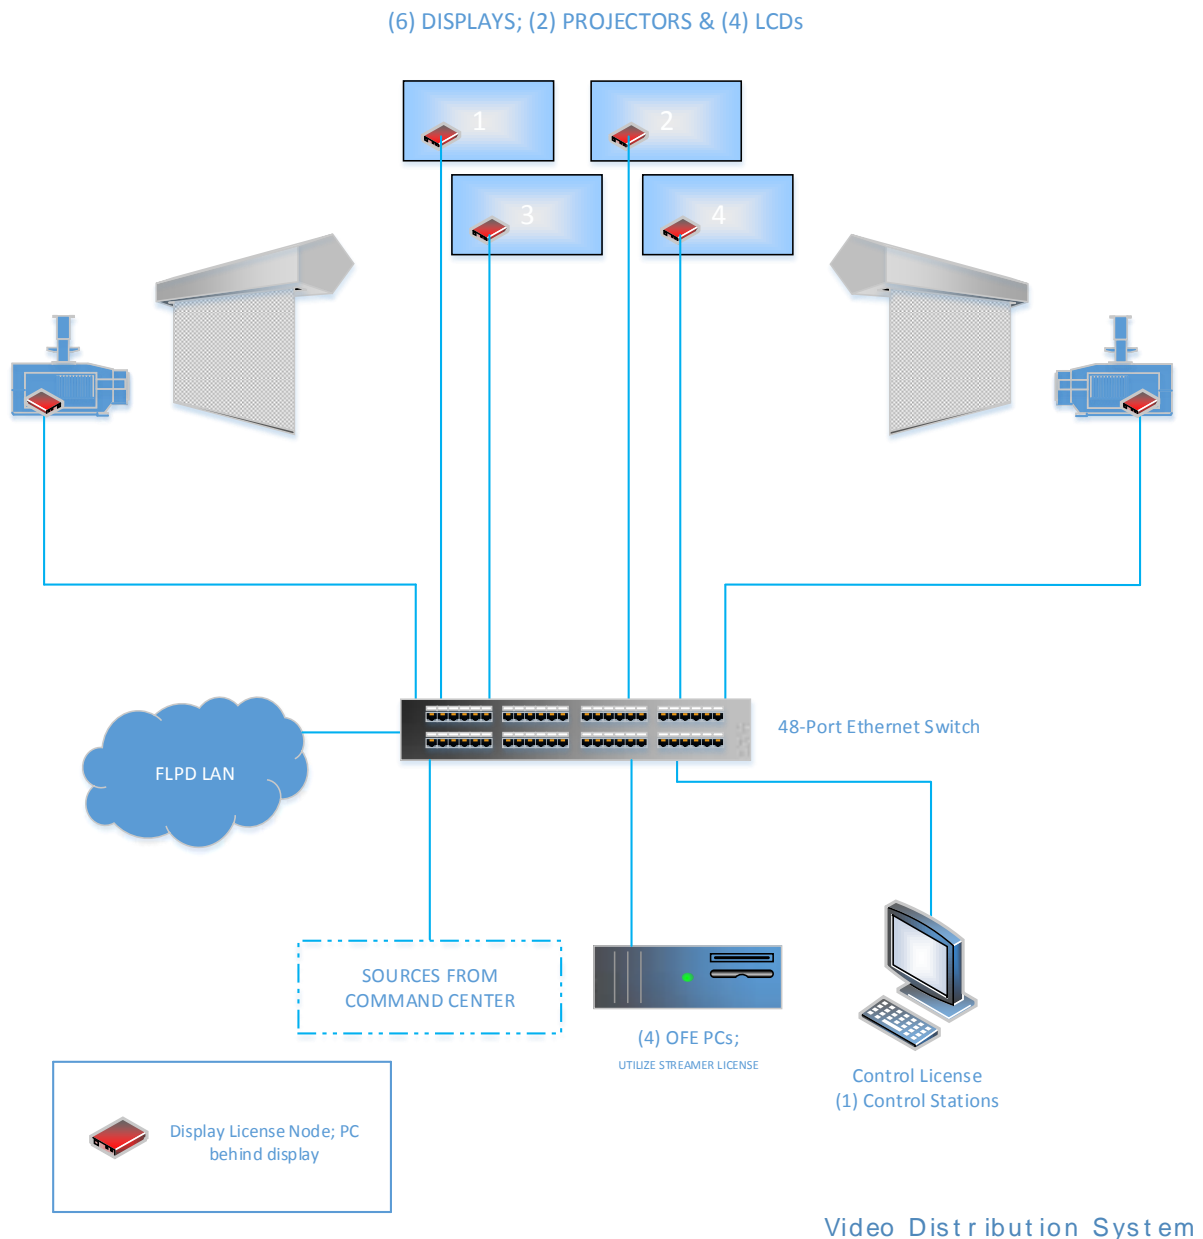 (6) DISPLAYS; (2) PROJECTORS & (4) LCDs
1
2
3
4
48-Port Ethernet Switch
FLPD LAN
SOURCES FROM
COMMAND CENTER
(4) OFE PCs;
UTILIZE STREAMER LICENSE
Control License
(1) Control Stations
Display License Node; PC
behind display
Video Distribution System